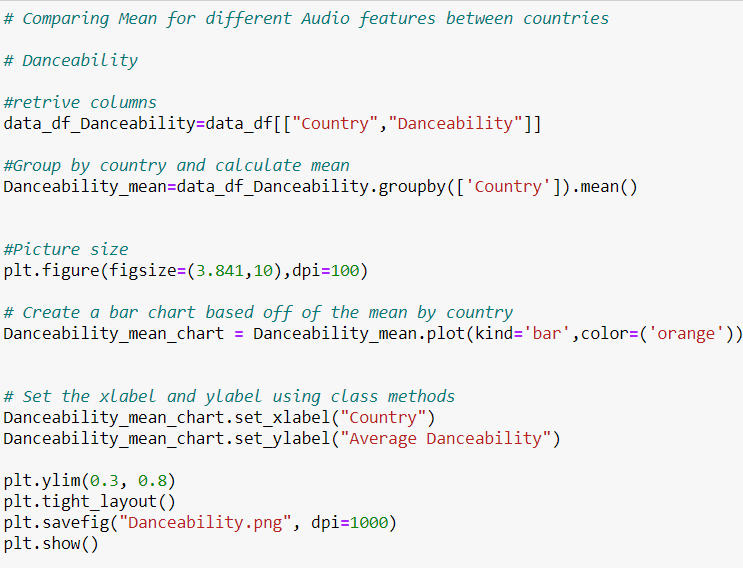 # Comparing Mean for different Audio features between countries
# Danceability
#retrive columns
data_df_Danceability=data_df[["Country","Danceability"]]
#Group by country and calculate mean
Danceability_mean=data_df_Danceability.groupby(['Country']).mean()
#Picture size
plt.figure(figsize=(3.841,10),dpi=100)
# Create a bar chart based off of the mean by country
Danceability_mean_chart = Danceability_mean.plot(kind='bar',color=('orange'))
# Set the xlabel and ylabel using class methods
Danceability_mean_chart.set_xlabel("Country")
Danceability_mean_chart.set_ylabel("Average Danceability")
plt.ylim(0.3, 0.8)
plt.tight_layout()
plt.savefig("Danceability.png", dpi=1000)
plt.show()